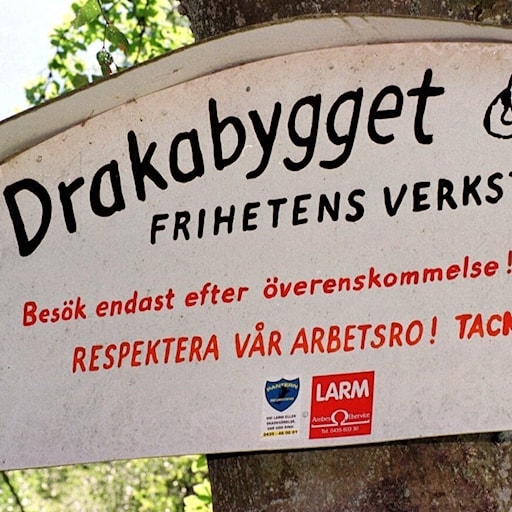 Drakabygget
FRIHETENS VERKST
Besök endast efter överenskommelse!
RESPEKTERA VÅR ARBETSRO! TACK
LARM